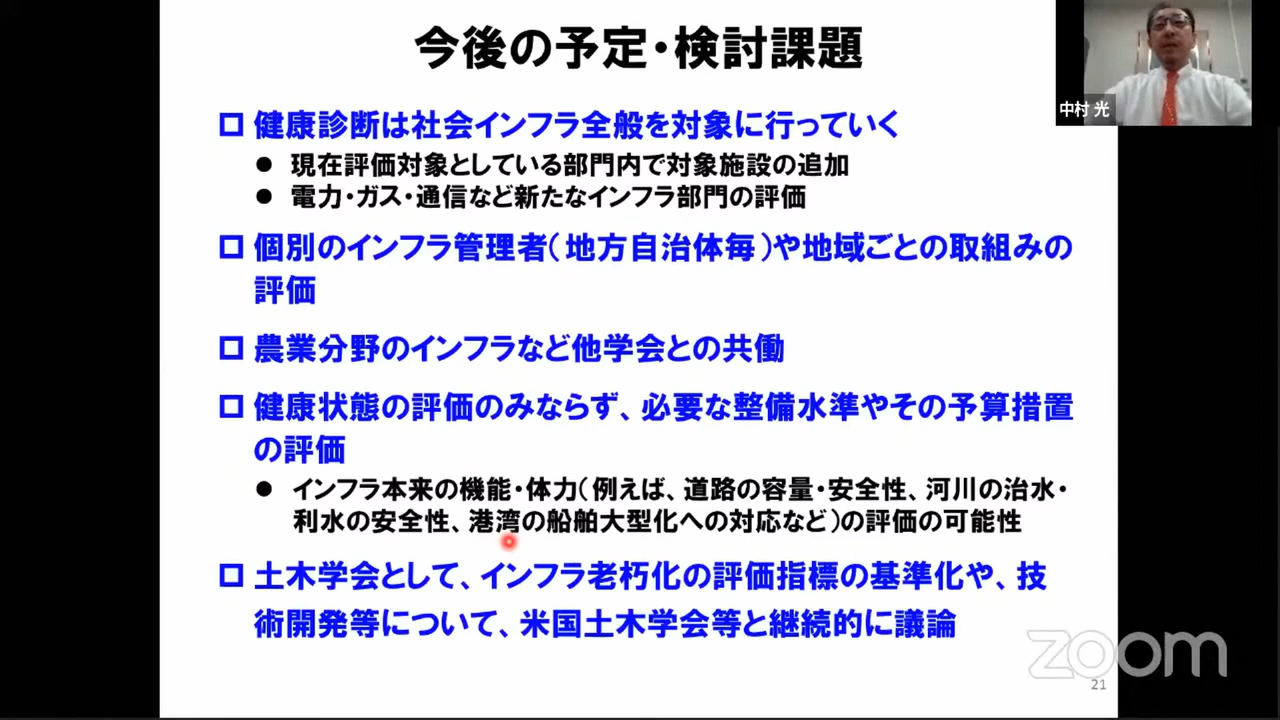 今後の予定・検討課題
中村 光
健康診断は社会インフラ全般を対象に行っていく
● 現在評価対象としている部門内で対象施設の追加
● 電力・ガス・通信など新たなインフラ部門の評価
個別のインフラ管理者(地方自治体毎)や地域ごとの取組みの
評価
農業分野のインフラなど他学会との共働
健康状態の評価のみならず、必要な整備水準やその予算措置
の評価
● インフラ本来の機能・体力(例えば、道路の容量・安全性、河川の治水・
利水の安全性、港湾の船舶大型化への対応など)の評価の可能性
土木学会として、インフラ老朽化の評価指標の基準化や、技
術開発等について、米国土木学会等と継続的に議論
zoom
21